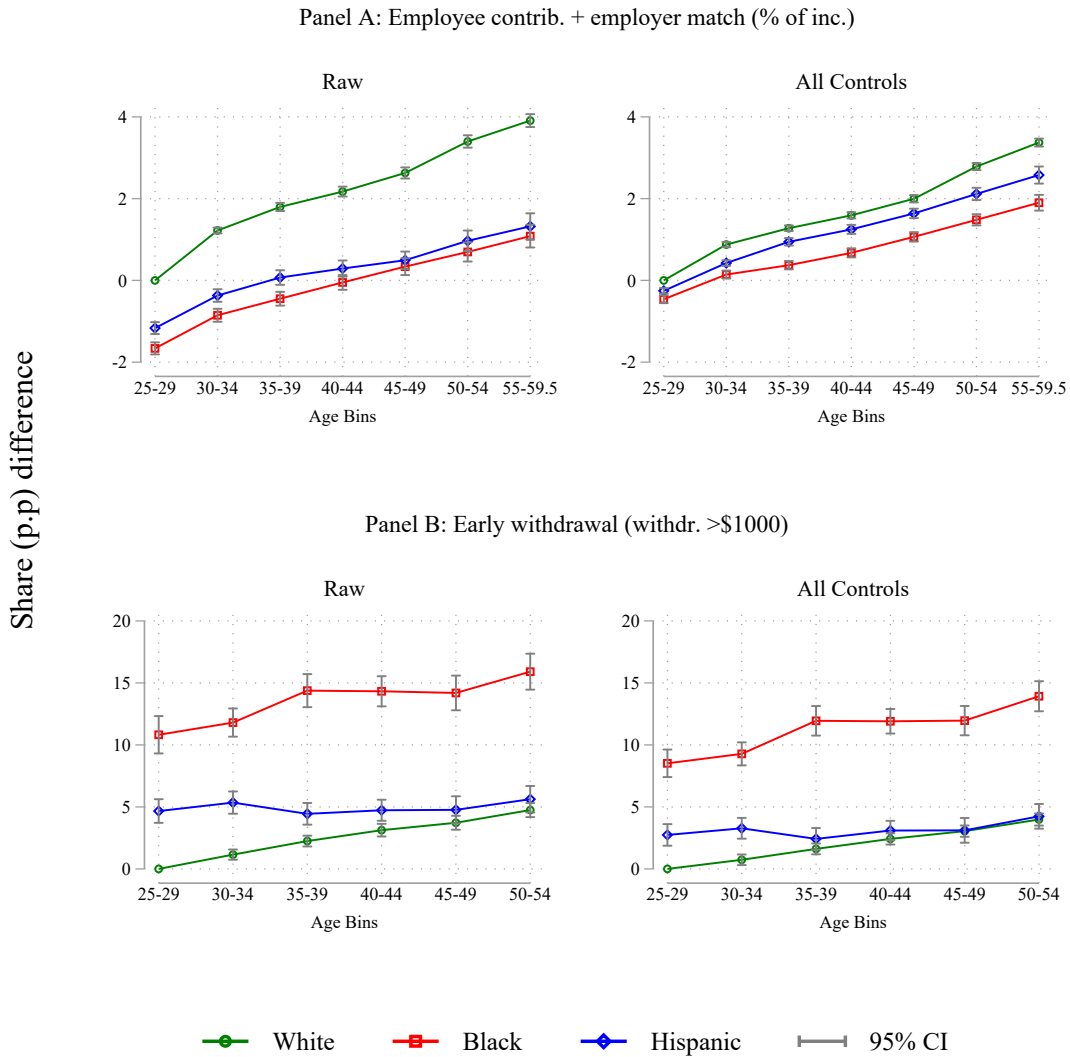 Panel A: Employee contrib. + employer match (% of inc.)
Raw
4
2
0
-2
25-29 30-34 35-39 40-44 45-49 50-54 55-59.5
Age Bins
All Controls
4
2
0
-2
25-29 30-34 35-39 40-44 45-49 50-54 55-59.5
Age Bins
Share (p.p) difference
Panel B: Early withdrawal (withdr. >$1000)
Raw
20
15
10
5
0
25-29 30-34 35-39 40-44 45-49 50-54
Age Bins
All Controls
20
15
10
5
0
25-29 30-34 35-39 40-44 45-49 50-54
Age Bins
White Black Hispanic 95% CI